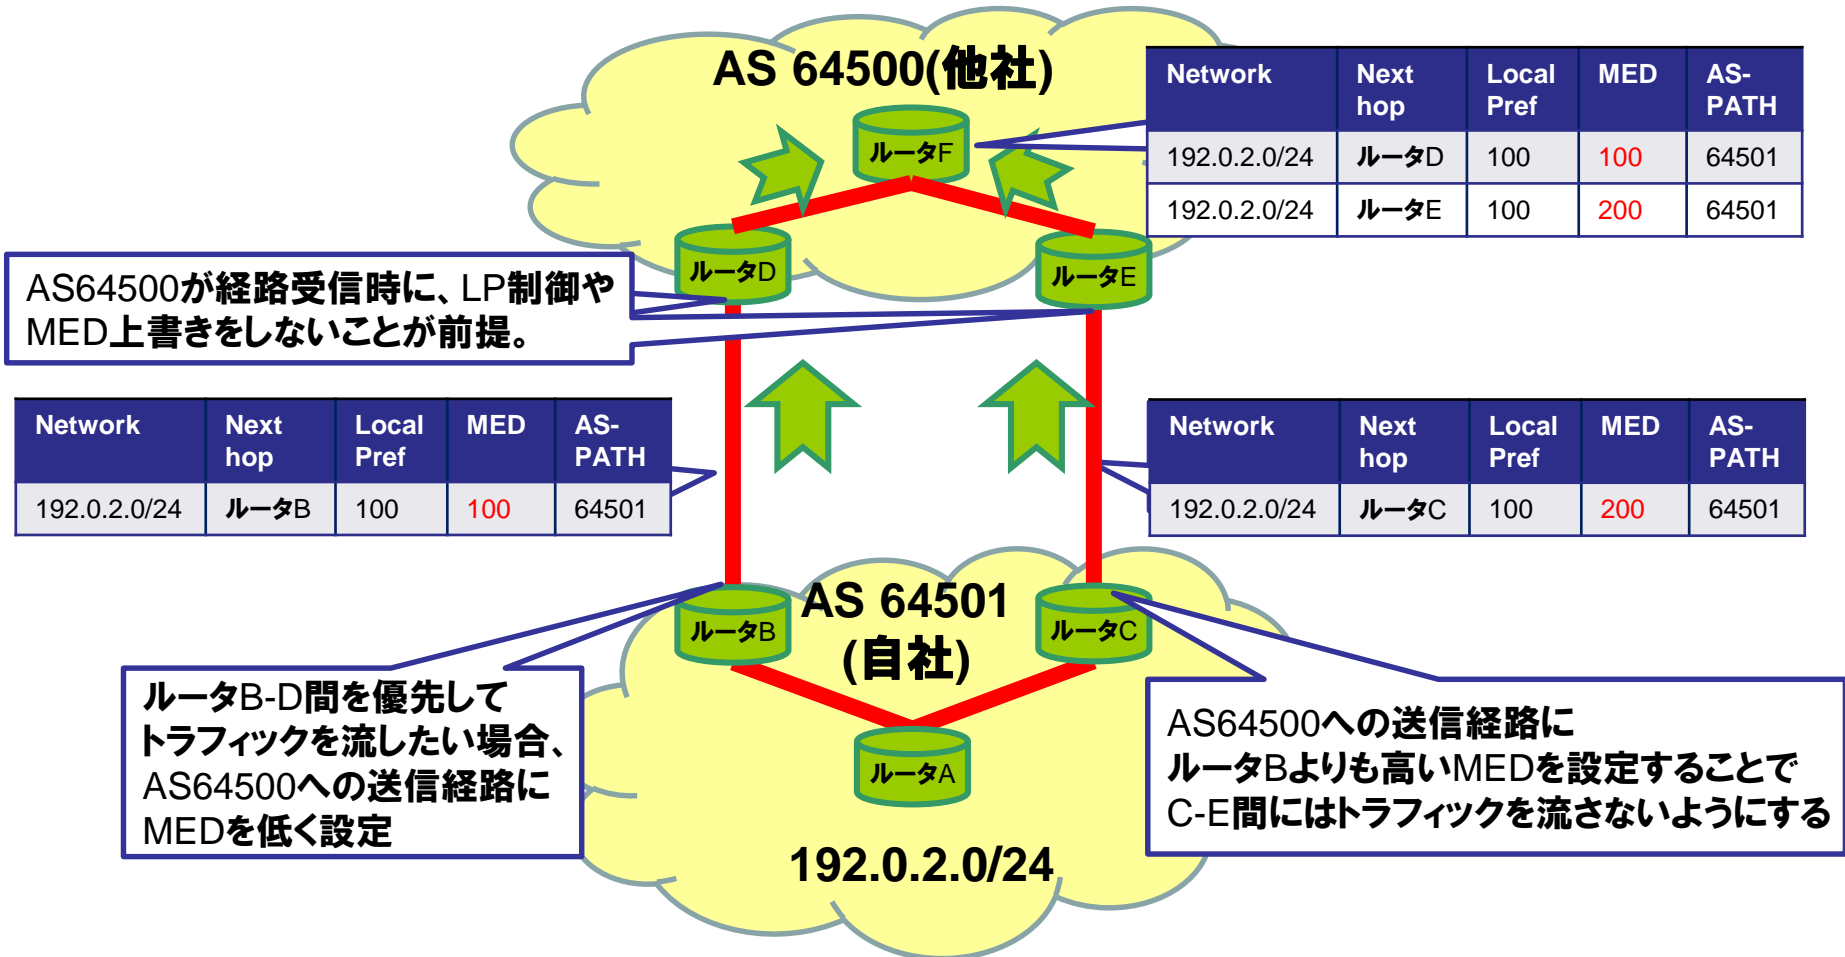 AS 64500(他社)
Network Next hop Local Pref MED AS-PATH
192.0.2.0/24 ルータD 100 100 64501
192.0.2.0/24 ルータE 100 200 64501
ルータF
ルータD
ルータE
AS64500が経路受信時に、LP制御や
MED上書きをしないことが前提。
Network Next hop Local Pref MED AS-PATH
192.0.2.0/24 ルータB 100 100 64501
Network Next hop Local Pref MED AS-PATH
192.0.2.0/24 ルータC 100 200 64501
AS 64501
(自社)
ルータB
ルータC
ルータA
ルータB-D間を優先して
トラフィックを流したい場合、
AS64500への送信経路に
MEDを低く設定
AS64500への送信経路に
ルータBよりも高いMEDを設定することで
C-E間にはトラフィックを流さないようにする
192.0.2.0/24